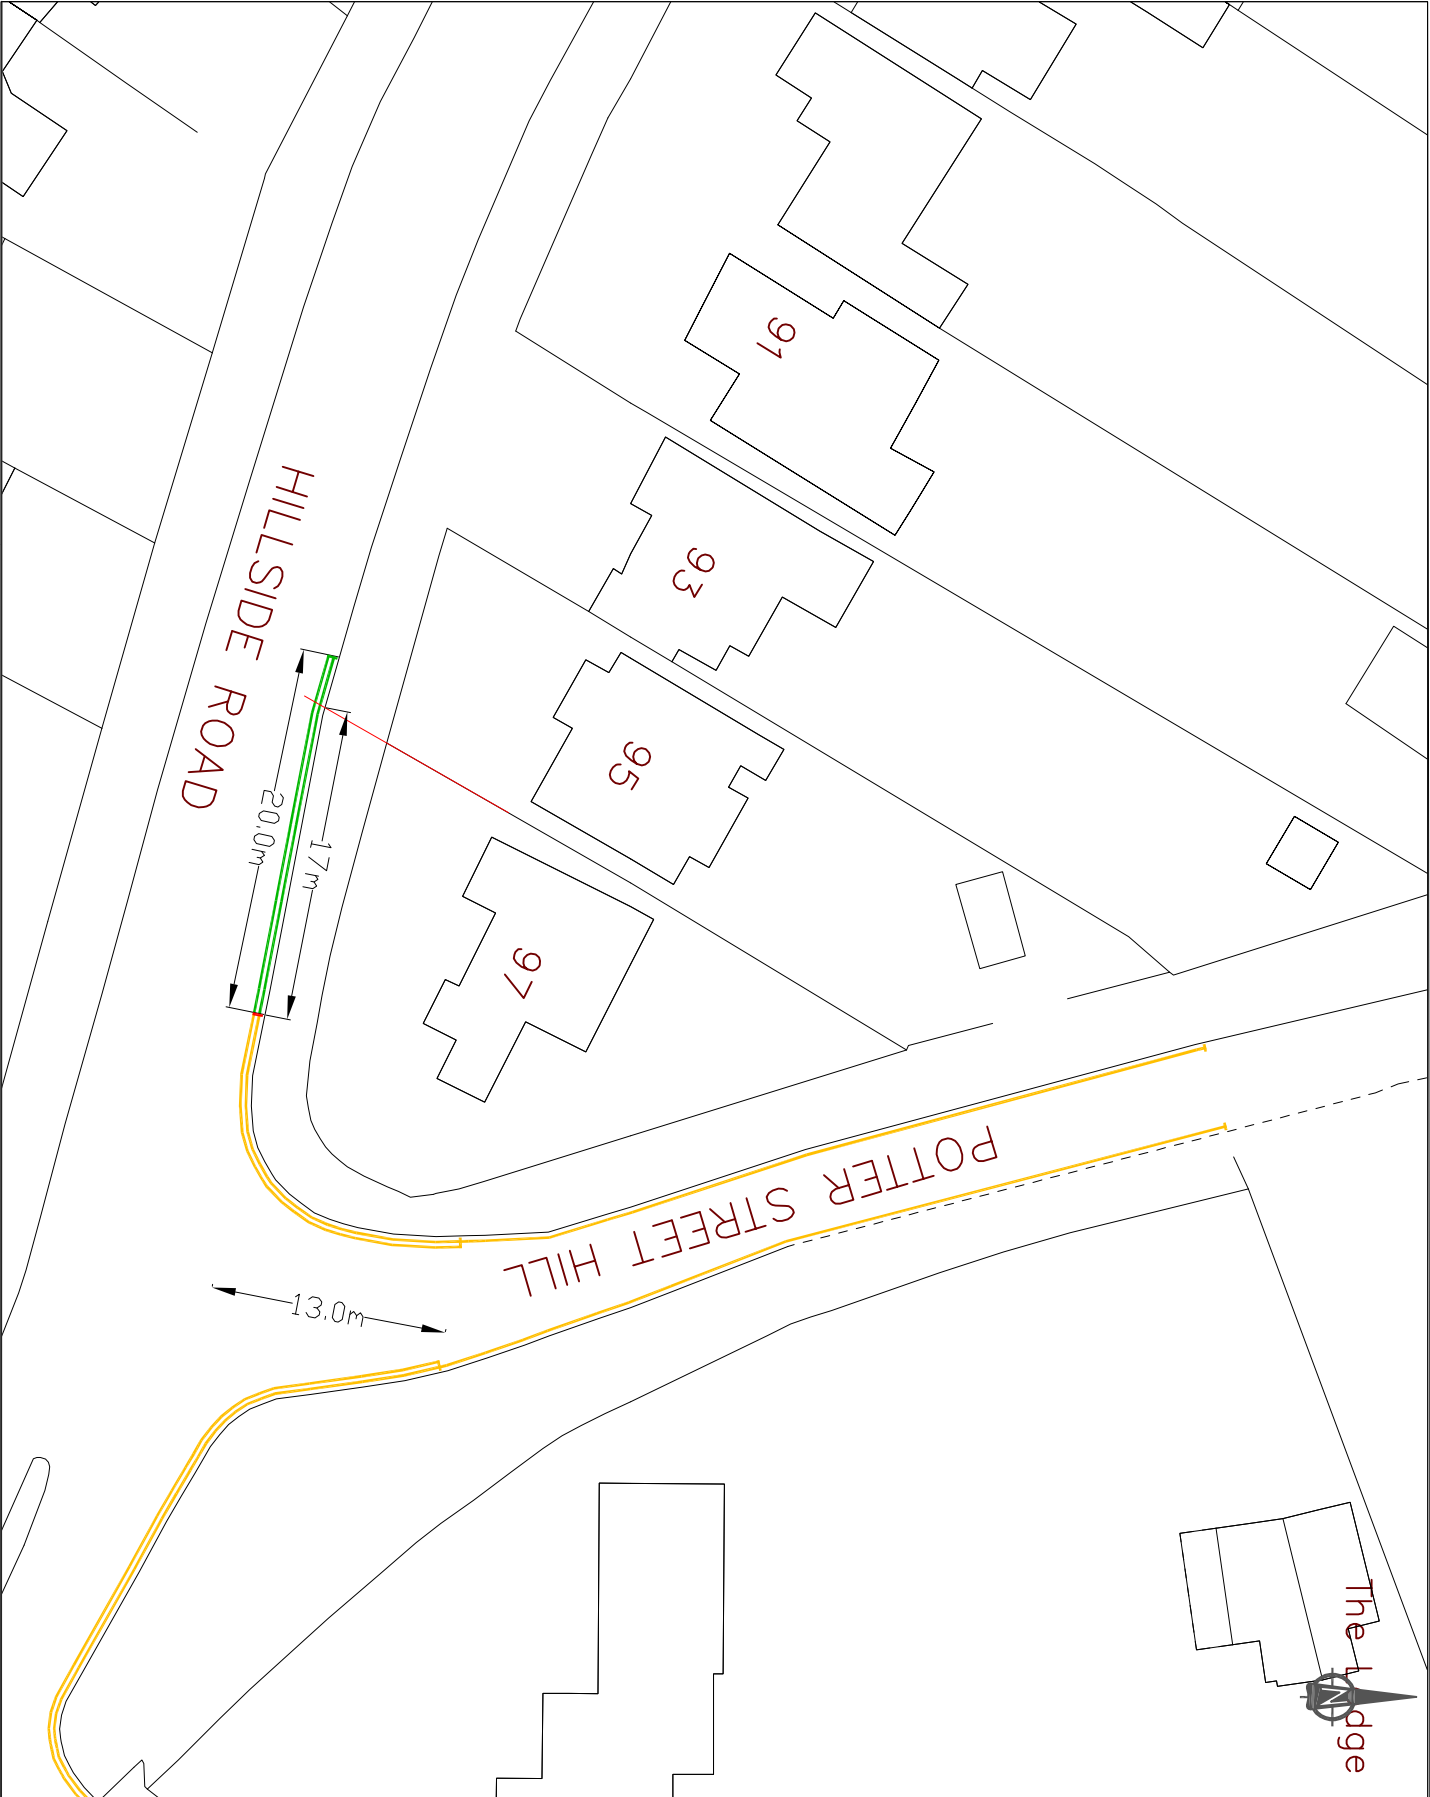 91
93
95
97
HILLSIDE ROAD
20.0m
17m
POTTER STREET HILL
13.0m
The Lodge
N